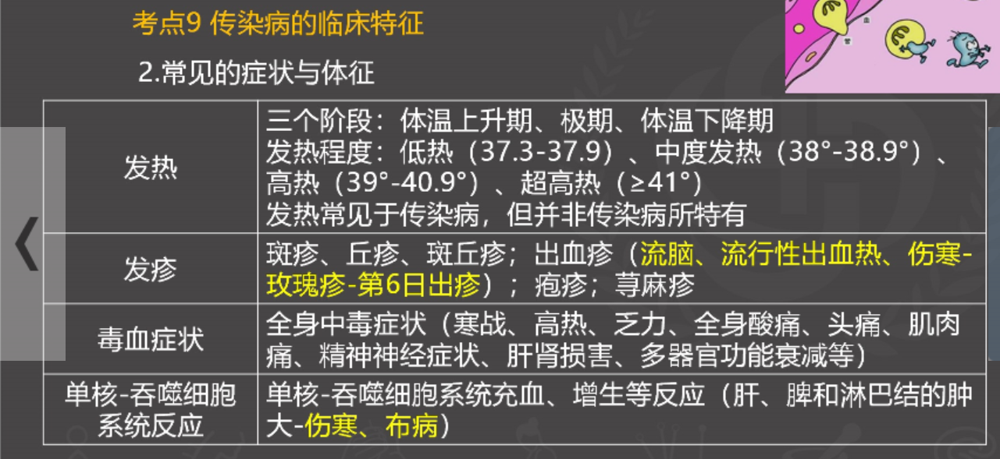 考点9 传染病的临床特征
2.常见的症状与体征
发热
三个阶段：体温上升期、极期、体温下降期
发热程度：低热（37.3-37.9）、中度发热（38°-38.9°）、
高热（39°-40.9°）、超高热（≥41°）
发热常见于传染病，但并非传染病所特有
发疹
斑疹、丘疹、斑丘疹；出血疹（流脑、流行性出血热、伤寒-
玫瑰疹-第6日出疹）；疱疹；荨麻疹
毒血症状
全身中毒症状（寒战、高热、乏力、全身酸痛、头痛、肌肉
痛、精神神经症状、肝肾损害、多器官功能衰减等）
单核-吞噬细胞
系统反应
单核-吞噬细胞系统充血、增生等反应（肝、脾和淋巴结的肿
大-伤寒、布病）
血
管